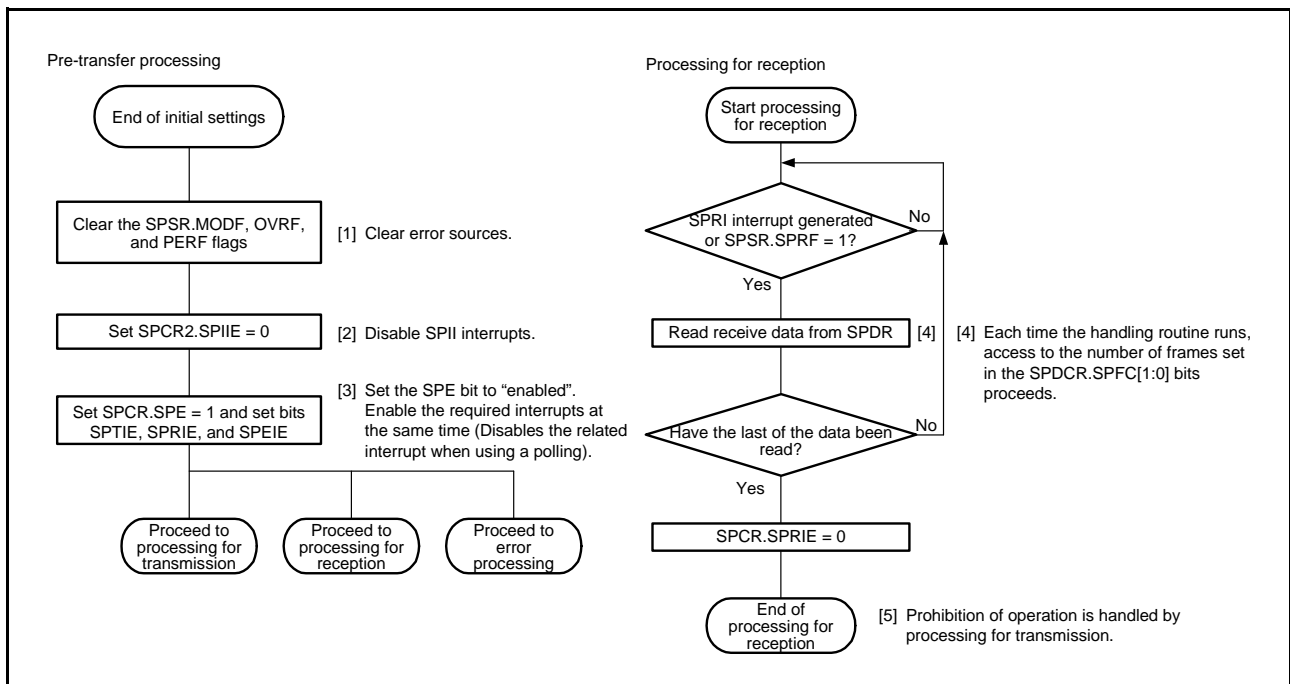 Pre-transfer processing
End of initial settings
Clear the SPSR.MODF, OVRF,
and PERF flags
[1] Clear error sources.
Set SPCR2.SPIIE = 0
[2] Disable SPII interrupts.
Set SPCR.SPE = 1 and set bits
SPTIE, SPRIE, and SPEIE
[3] Set the SPE bit to “enabled”.
Enable the required interrupts at
the same time (Disables the related
interrupt when using a polling).
Proceed to
processing for
transmission
Proceed to
processing for
reception
Proceed to
error
processing
Processing for reception
Start processing
for reception
SPRI interrupt generated
or SPSR.SPRF = 1?
No
Yes
Read receive data from SPDR
[4]
[4] Each time the handling routine runs,
access to the number of frames set
in the SPDCR.SPFC[1:0] bits
proceeds.
Have the last of the data been
read?
No
Yes
SPCR.SPRIE = 0
End of
processing for
reception
[5] Prohibition of operation is handled by
processing for transmission.